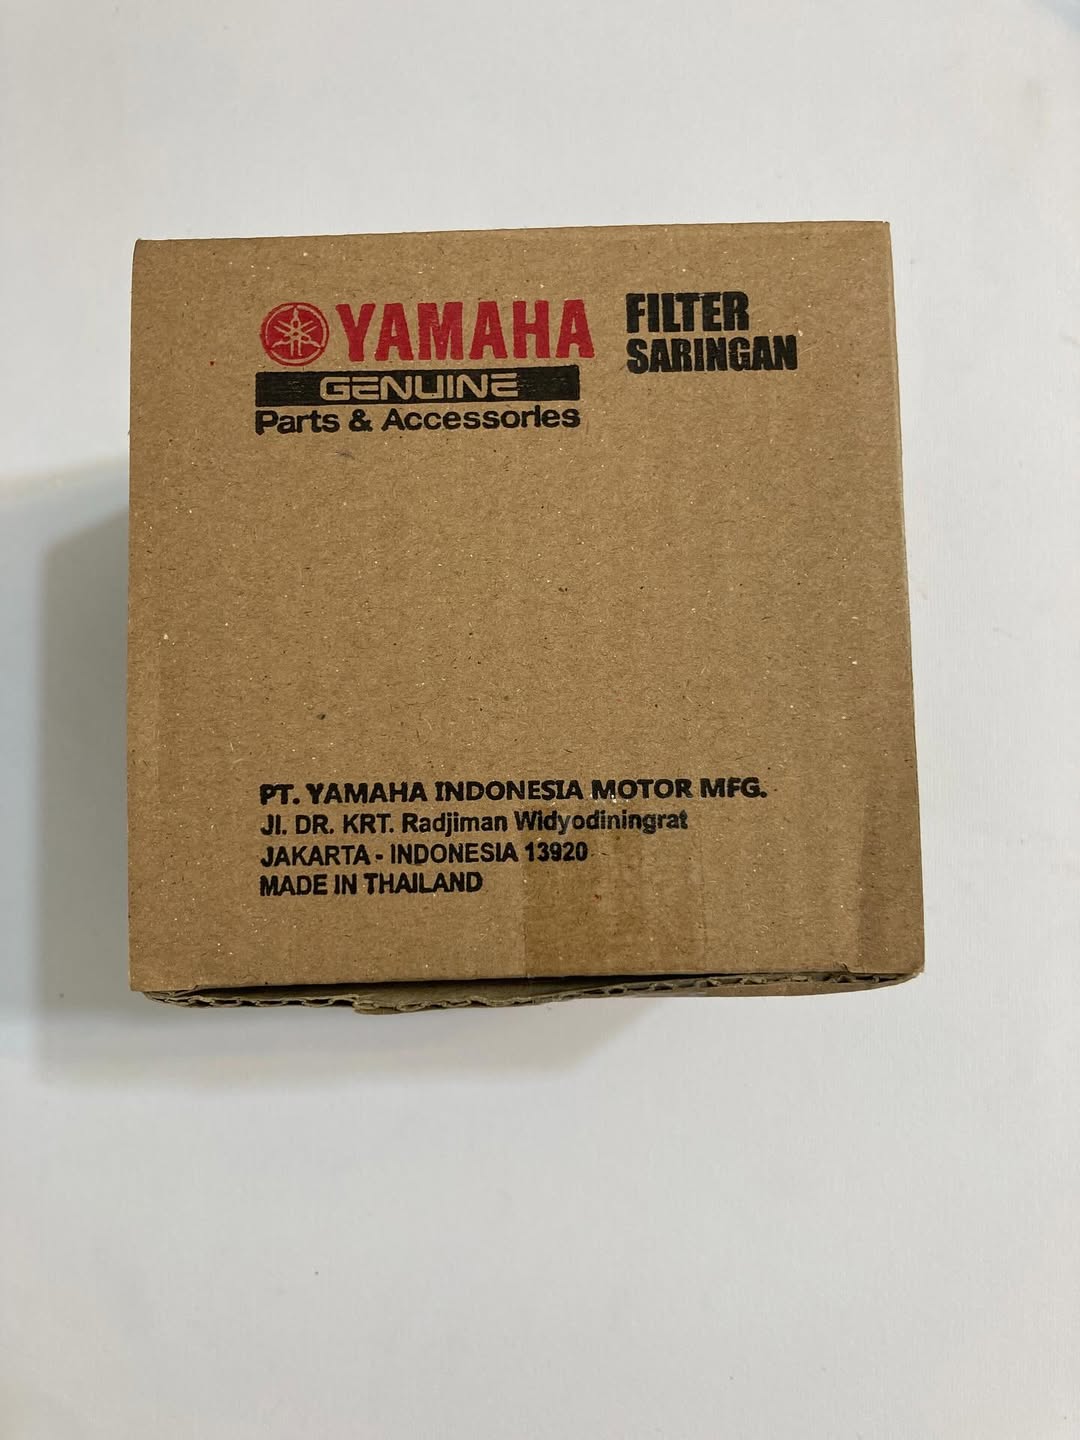 YAMAHA
GENUINE
Parts & Accessories
FILTER
SARINGAN
PT. YAMAHA INDONESIA MOTOR MFG.
Jl. DR. KRT. Radjiman Widyodiningrat
JAKARTA - INDONESIA 13920
MADE IN THAILAND